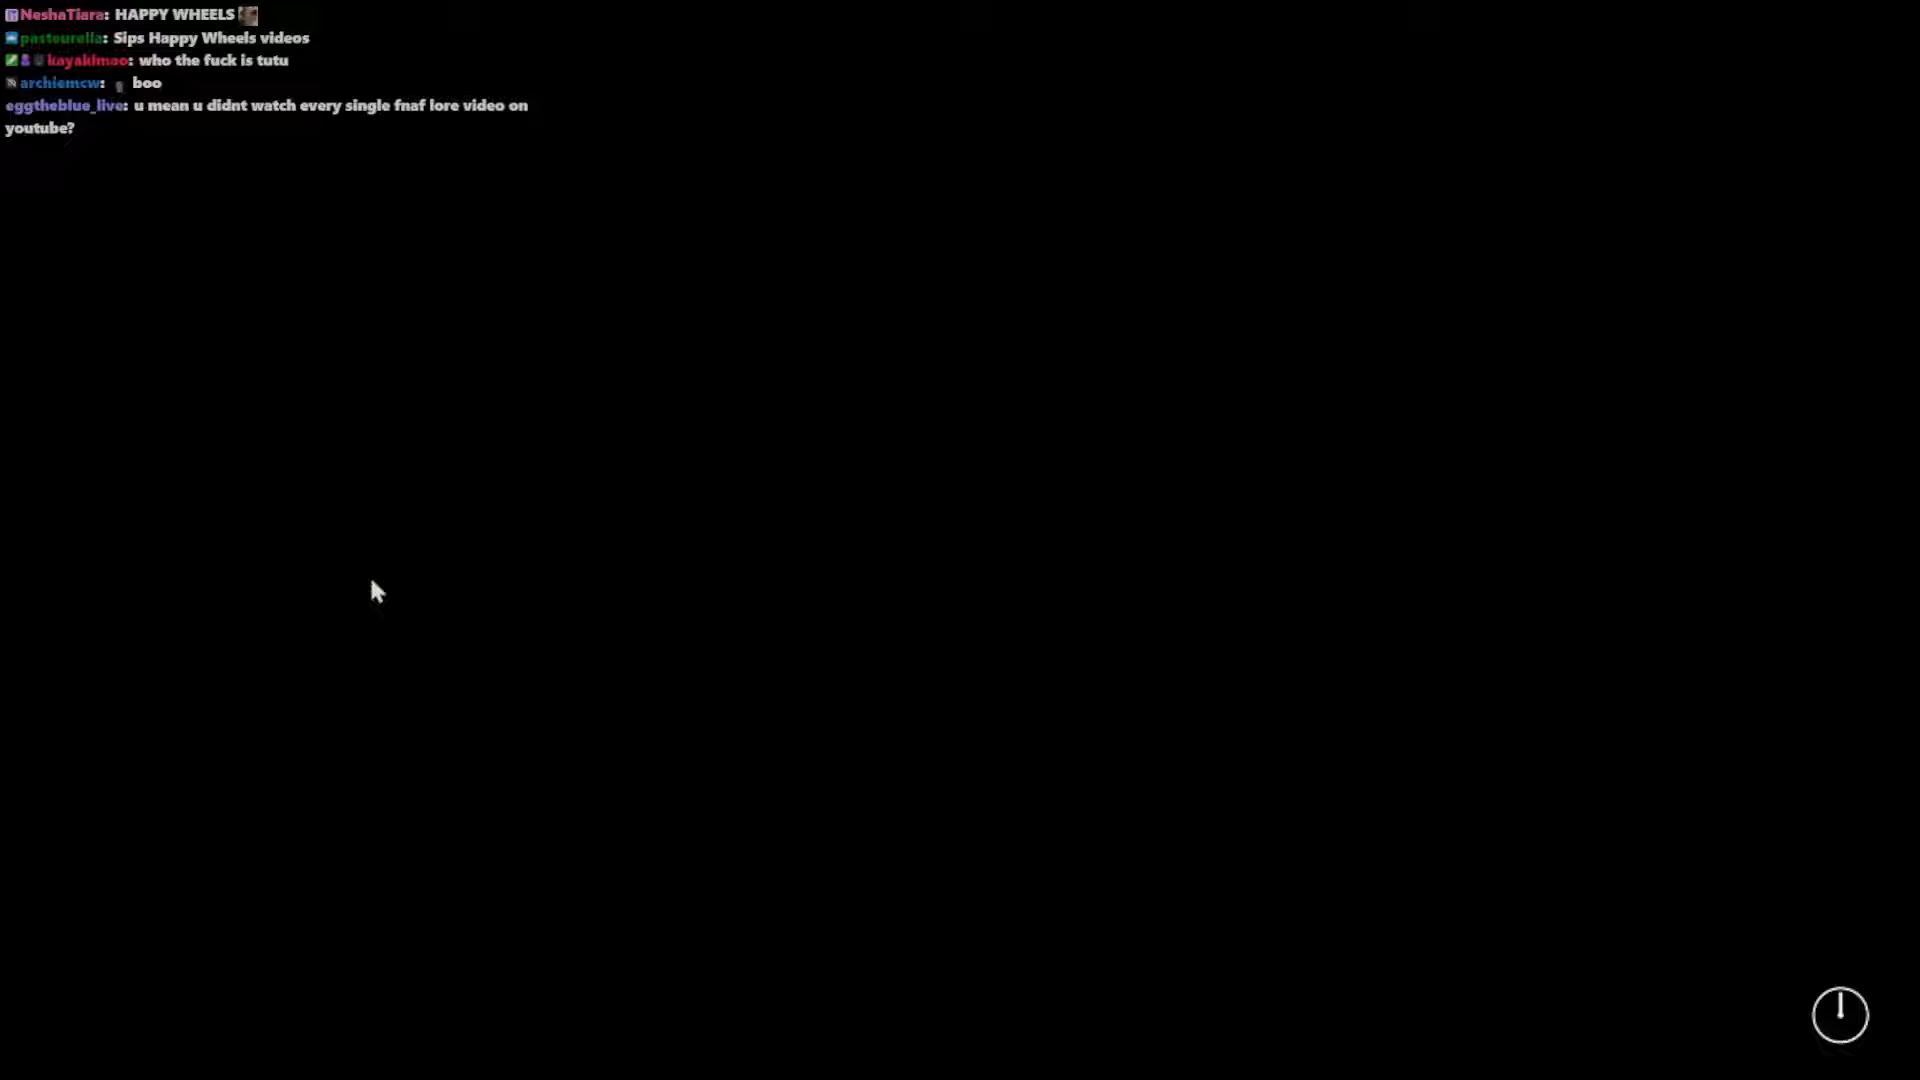 NeshaTiara: HAPPY WHEELS
pastourella: Sips Happy Wheels videos
kayakimoo: who the fuck is tutu
archiemcw: boo
eggtheblue_live: u mean u didnt watch every single fnaf lore video on
youtube?